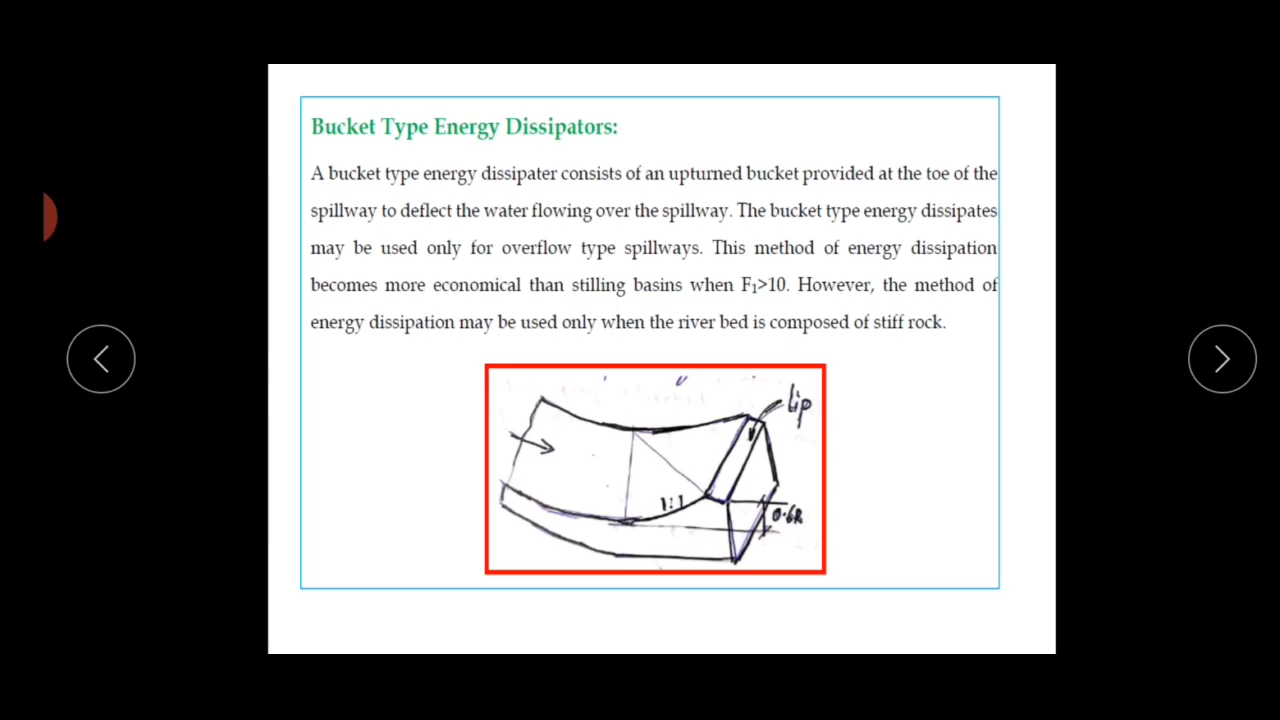 Bucket Type Energy Dissipators:
A bucket type energy dissipater consists of an upturned bucket provided at the toe of the
spillway to deflect the water flowing over the spillway. The bucket type energy dissipates
may be used only for overflow type spillways. This method of energy dissipation
becomes more economical than stilling basins when F₁>10. However, the method of
energy dissipation may be used only when the river bed is composed of stiff rock.
Lip
1:1
0.6R